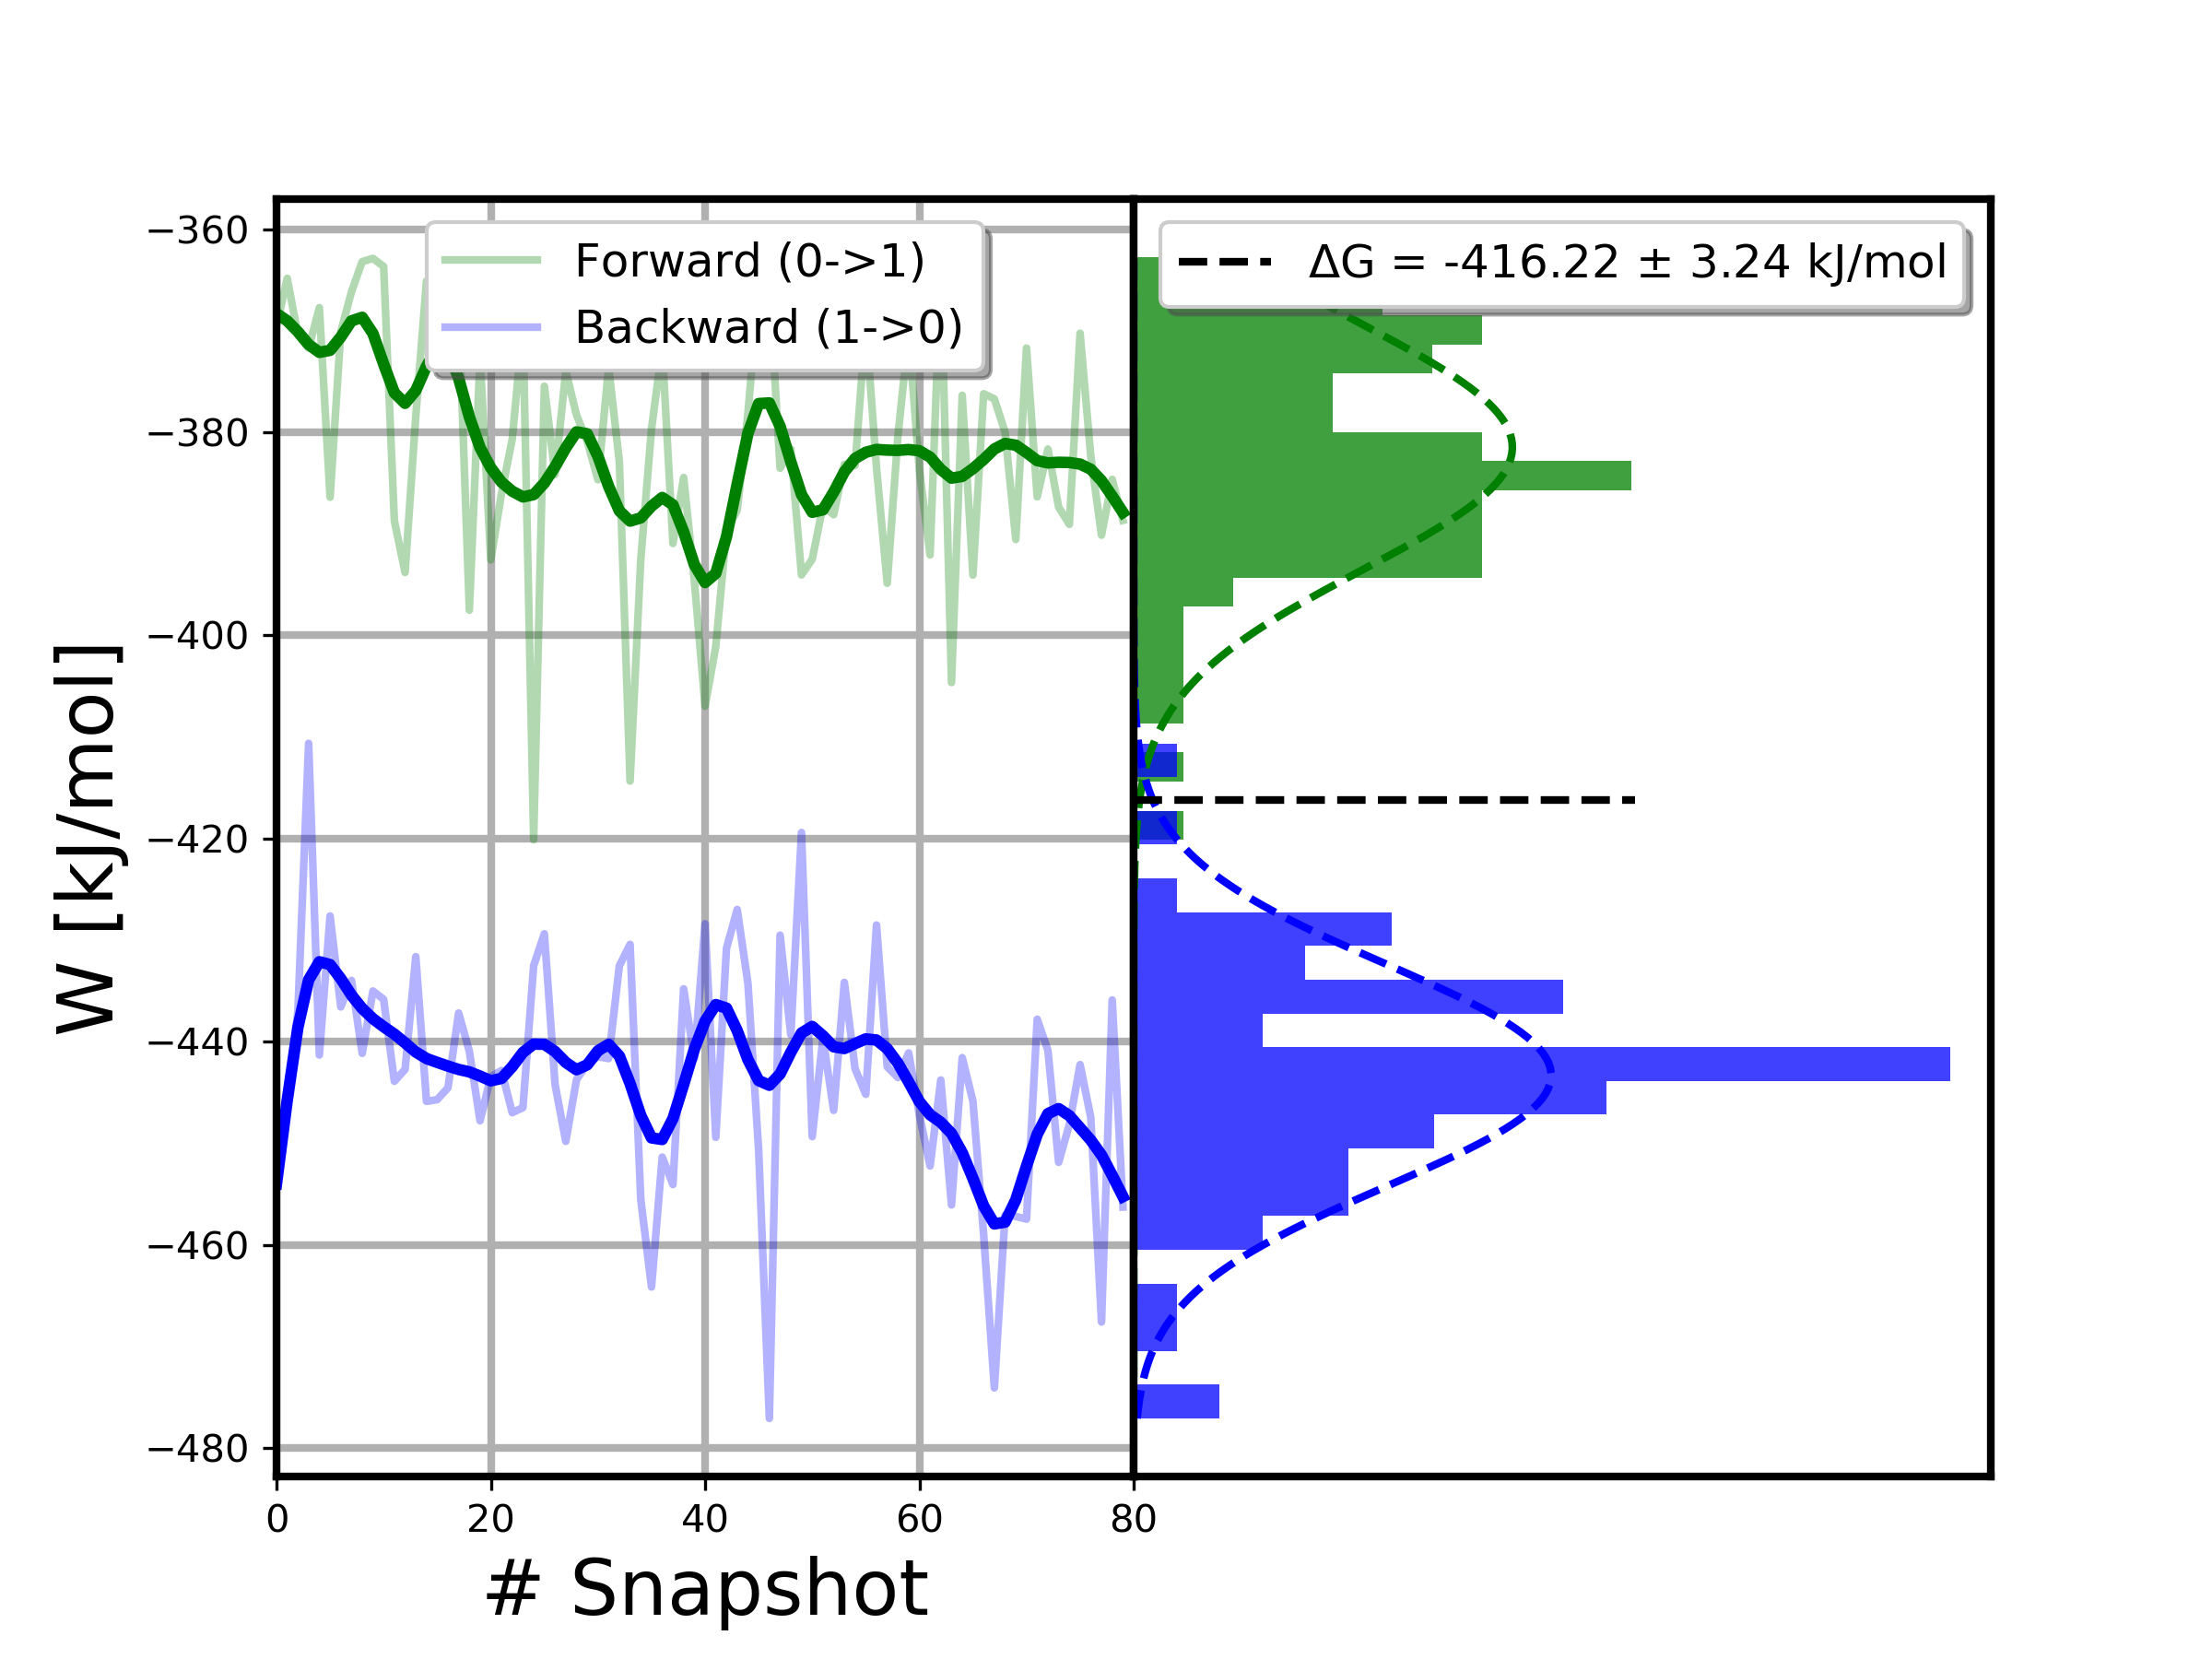 W [kJ/mol]
−360
−380
−400
−420
−440
−460
−480
Forward (0->1)
Backward (1->0)
ΔG = -416.22 ± 3.24 kJ/mol
0 20 40 60 80
# Snapshot